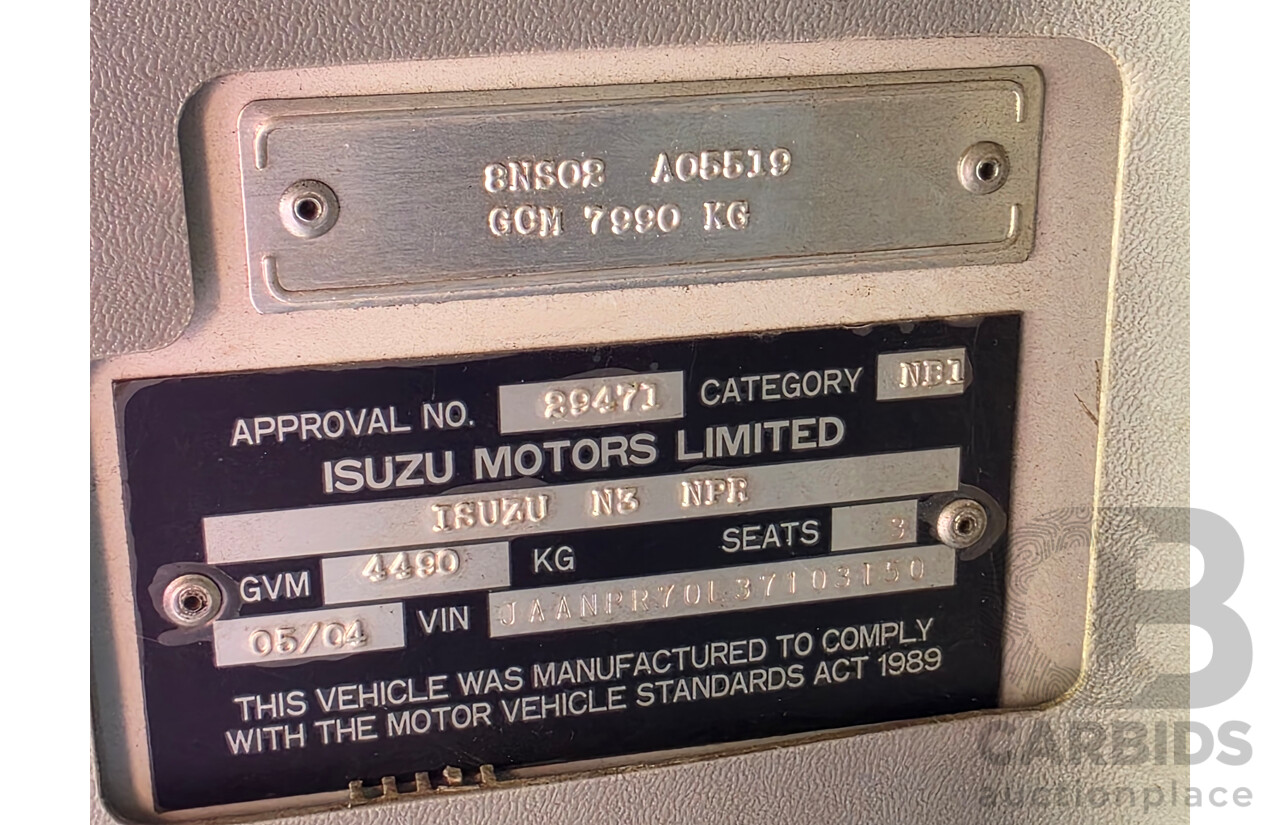 8NS02 A05519
GCM 7990 KG
APPROVAL NO. 29471 CATEGORY NB1
ISUZU MOTORS LIMITED
ISUZU N3 NPR
GVM 4490 KG SEATS 3
05/04 VIN JAANPR70L37103150
THIS VEHICLE WAS MANUFACTURED TO COMPLY
WITH THE MOTOR VEHICLE STANDARDS ACT 1989
CARBIDS
auctionplace